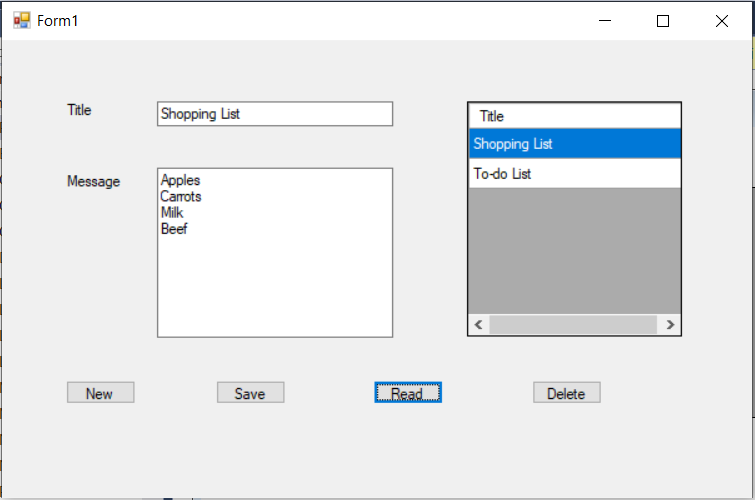 Form1
Title
Shopping List
Message
Apples
Carrots
Milk
Beef
Title
Shopping List
To-do List
New
Save
Read
Delete